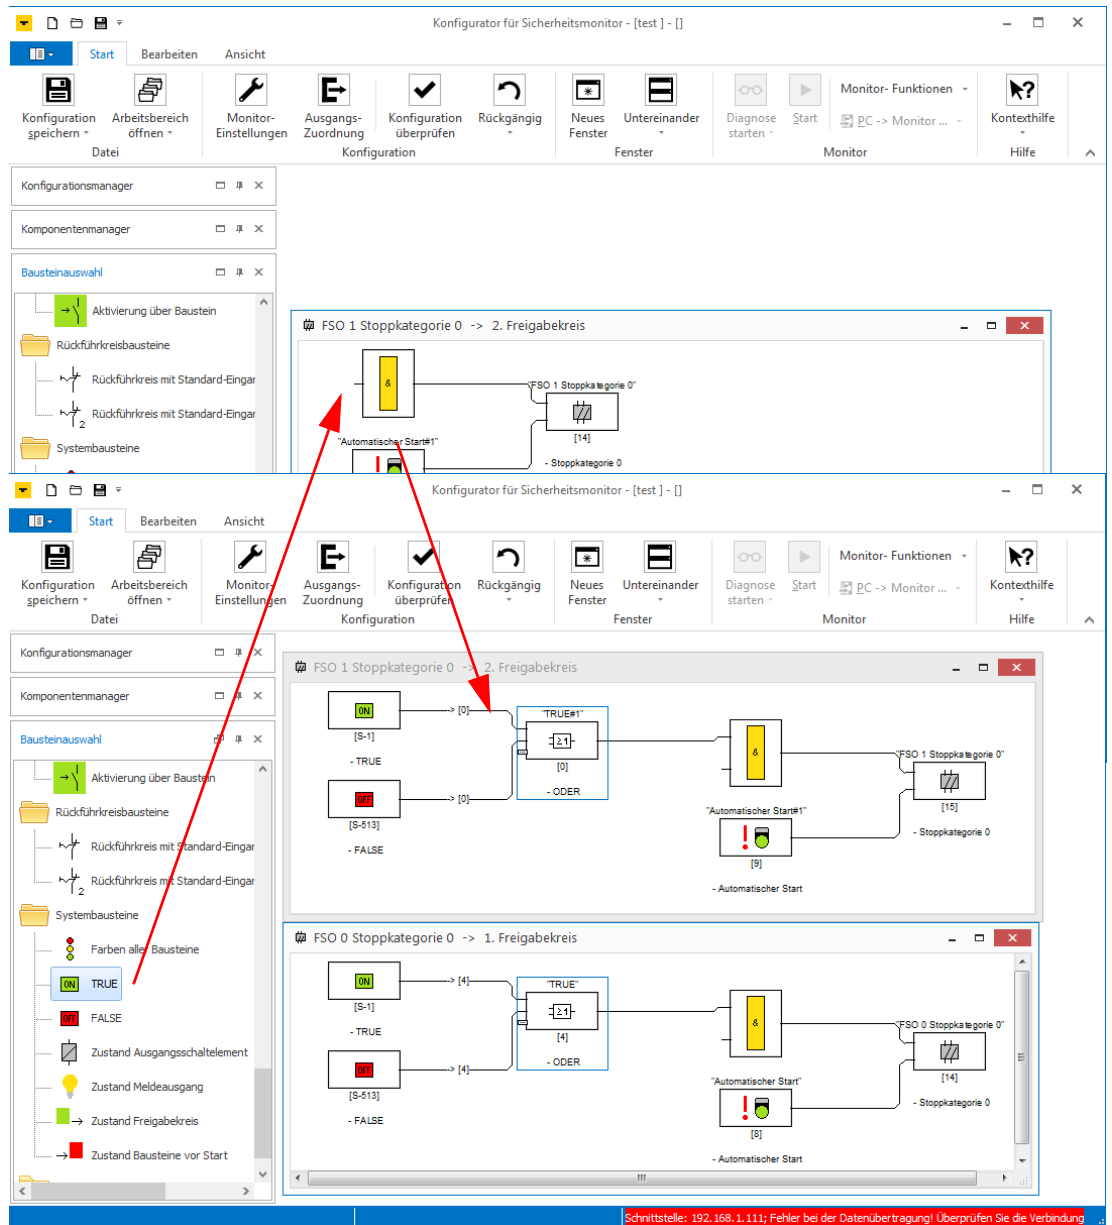 Konfigurator für Sicherheitsmonitor - [test ] - []
Start Bearbeiten Ansicht
Konfiguration speichern
Arbeitsbereich öffnen
Monitor-Einstellungen
Ausgangs-Zuordnung
Konfiguration überprüfen
Rückgängig
Neues Fenster
Untereinander
Diagnose starten
Start
Monitor- Funktionen
PC -> Monitor ...
Kontexthilfe
Datei Konfiguration Fenster Monitor Hilfe
Konfigurationsmanager
Komponentenmanager
Bausteinauswahl
Aktivierung über Baustein
Rückführkreisbausteine
Rückführkreis mit Standard-Eingar
2 Rückführkreis mit Standard-Eingar
Systembausteine
FSO 1 Stoppkategorie 0 -> 2. Freigabekreis
&
"FSO 1 Stoppkategorie 0"
[14]
- Stoppkategorie 0
"Automatischer Start#1"
!
Konfigurator für Sicherheitsmonitor - [test ] - []
Start Bearbeiten Ansicht
Konfiguration speichern
Arbeitsbereich öffnen
Monitor-Einstellungen
Ausgangs-Zuordnung
Konfiguration überprüfen
Rückgängig
Neues Fenster
Untereinander
Diagnose starten
Start
Monitor- Funktionen
PC -> Monitor ...
Kontexthilfe
Datei Konfiguration Fenster Monitor Hilfe
Konfigurationsmanager
Komponentenmanager
Bausteinauswahl
Aktivierung über Baustein
Rückführkreisbausteine
Rückführkreis mit Standard-Eingar
2 Rückführkreis mit Standard-Eingar
Systembausteine
Farben aller Bausteine
ON TRUE
OFF FALSE
Zustand Ausgangsschaltelement
Zustand Meldeausgang
Zustand Freigabekreis
Zustand Bausteine vor Start
FSO 1 Stoppkategorie 0 -> 2. Freigabekreis
ON
-> [0]
[S-1]
- TRUE
OFF
-> [0]
[S-513]
- FALSE
"TRUE#1"
≥1
[0]
- ODER
&
"FSO 1 Stoppkategorie 0"
[15]
- Stoppkategorie 0
"Automatischer Start#1"
!
[9]
- Automatischer Start
FSO 0 Stoppkategorie 0 -> 1. Freigabekreis
ON
-> [4]
[S-1]
- TRUE
OFF
-> [4]
[S-513]
- FALSE
"TRUE"
≥1
[4]
- ODER
&
"FSO 0 Stoppkategorie 0"
[14]
- Stoppkategorie 0
"Automatischer Start"
!
[8]
- Automatischer Start
Schnittstelle: 192.168.1.111; Fehler bei der Datenübertragung! Überprüfen Sie die Verbindung